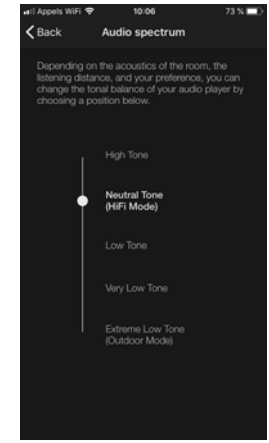 Appels WiFi 10:06 73 %
Back Audio spectrum
Depending on the acoustics of the room, the
listening distance, and your preference, you can
change the tonal balance of your audio player by
choosing a position below.
High Tone
Neutral Tone
(HiFi Mode)
Low Tone
Very Low Tone
Extreme Low Tone
(Outdoor Mode)